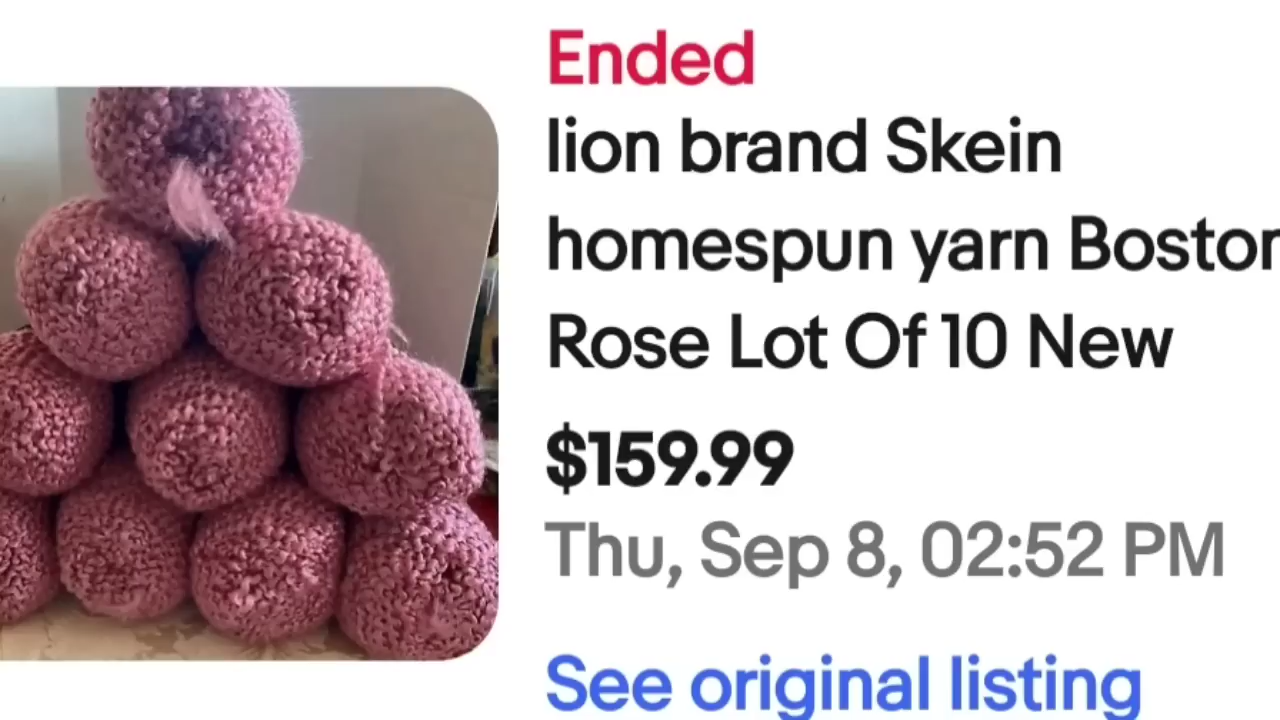 Ended
lion brand Skein
homespun yarn Boston
Rose Lot Of 10 New
$159.99
Thu, Sep 8, 02:52 PM
See original listing